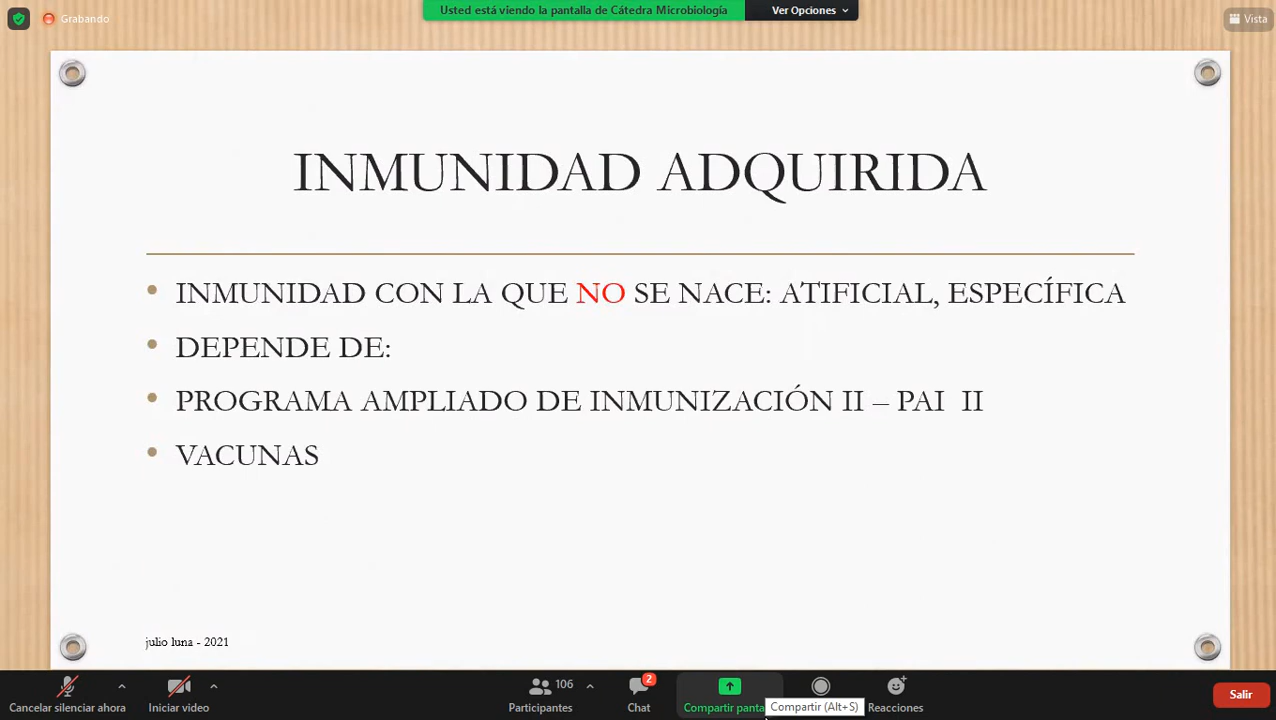 Grabando
Usted está viendo la pantalla de Cátedra Microbiología
Ver Opciones
Vista
INMUNIDAD ADQUIRIDA
• INMUNIDAD CON LA QUE NO SE NACE: ATIFICIAL, ESPECÍFICA
• DEPENDE DE:
• PROGRAMA AMPLIADO DE INMUNIZACIÓN II – PAI II
• VACUNAS
julio luna - 2021
Cancelar silenciar ahora
Iniciar video
106
Participantes
2
Chat
Compartir panta
Compartir (Alt+S)
Reacciones
Salir